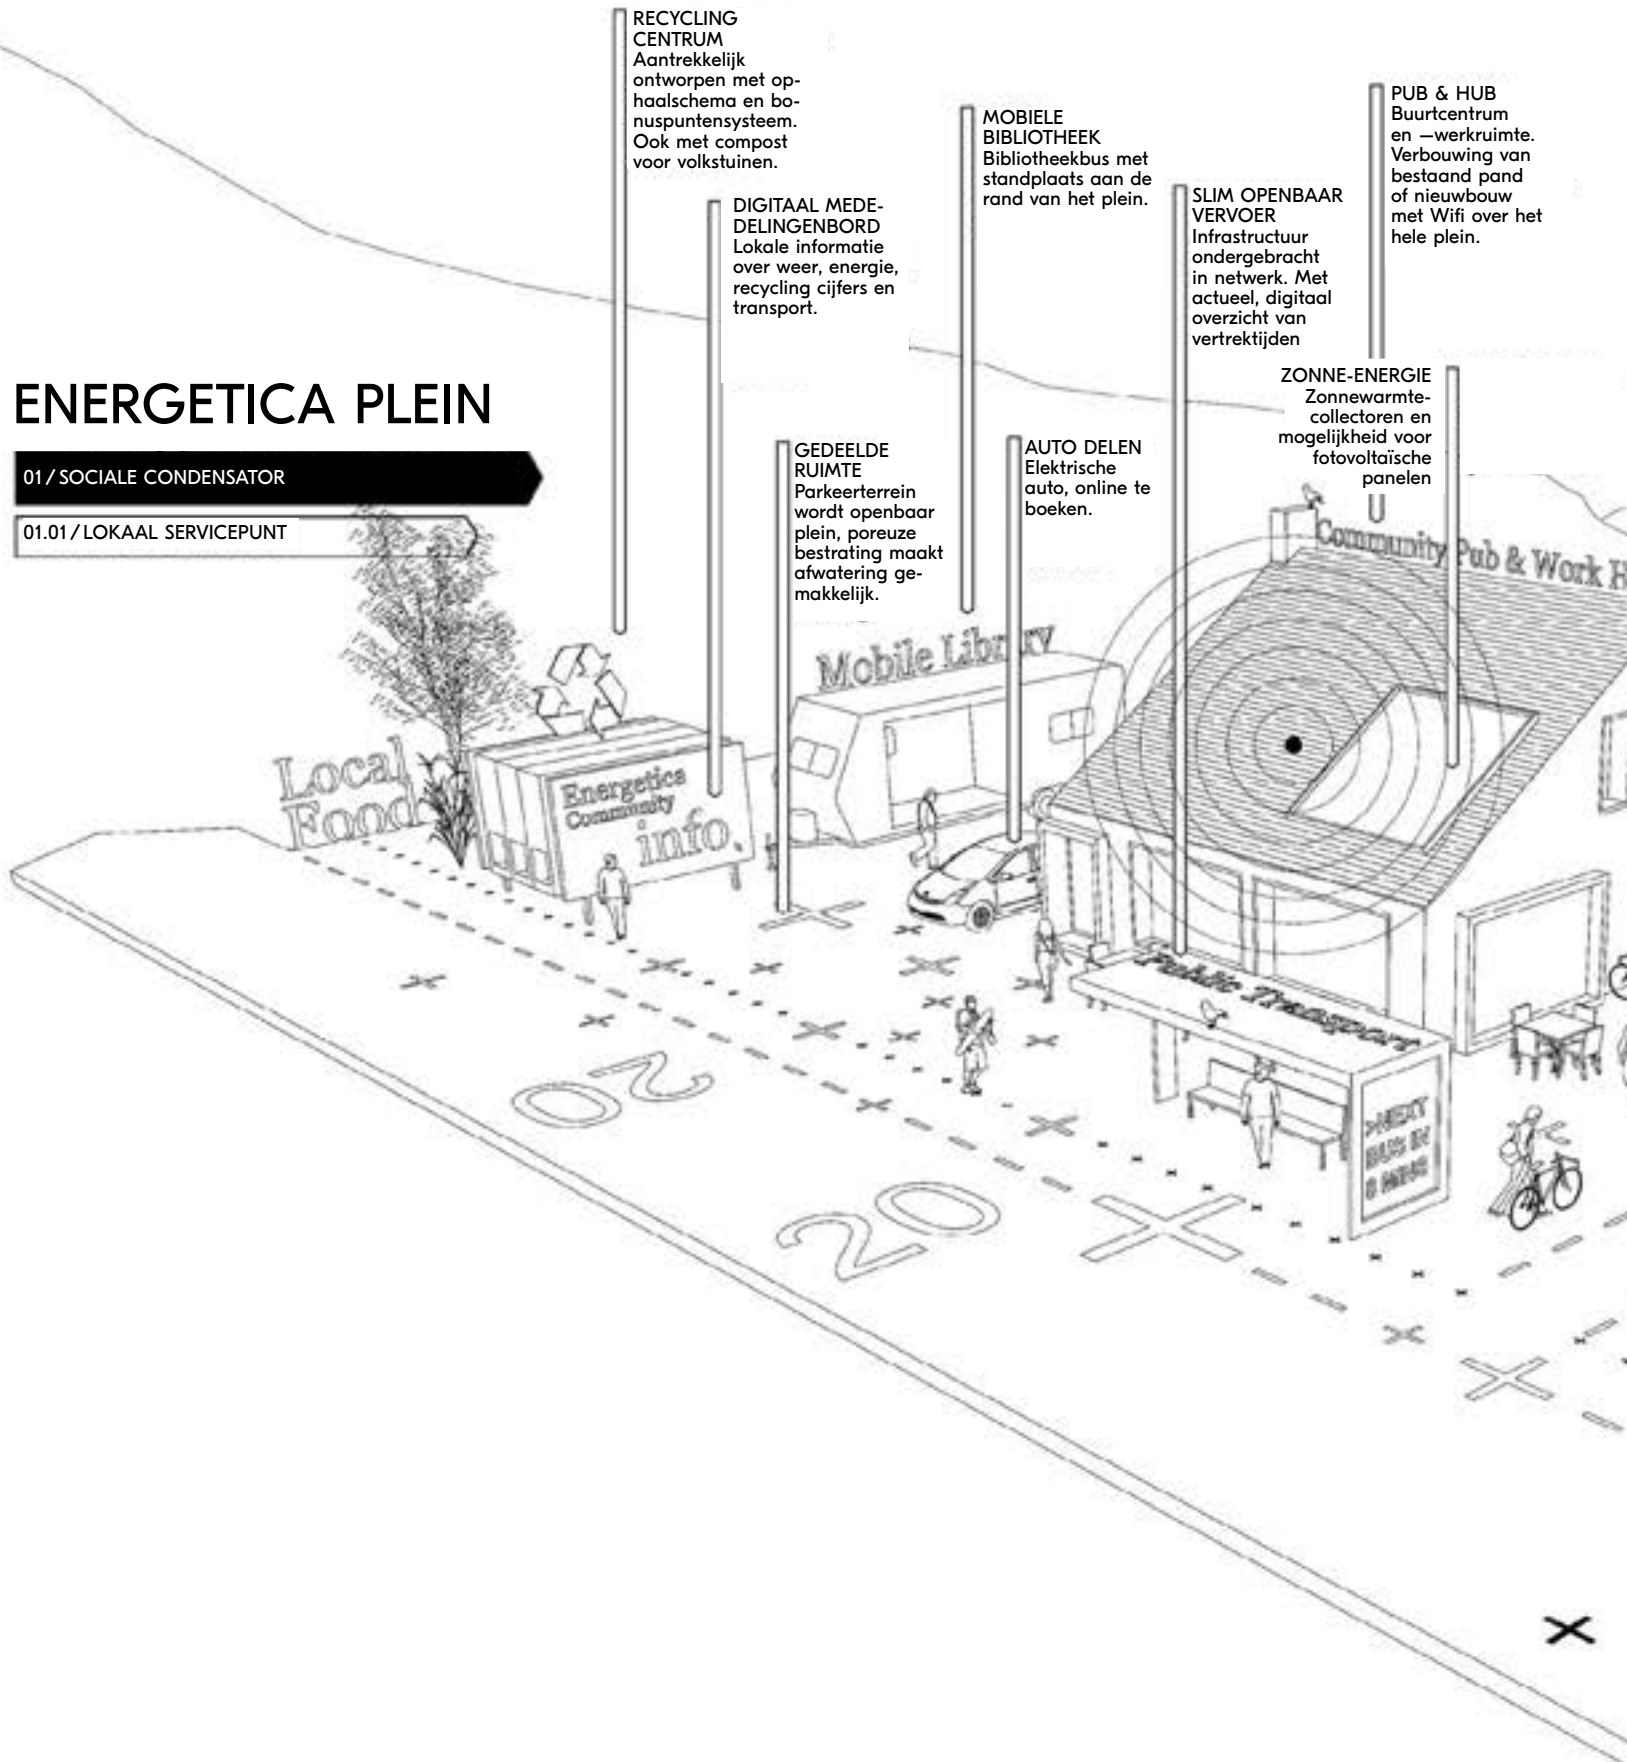 RECYCLING
CENTRUM
Aantrekkelijk
ontworpen met op-
haalschema en bo-
nuspuntensysteem.
Ook met compost
voor volkstuinen.
DIGITAAL MEDE-
DELINGENBORD
Lokale informatie
over weer, energie,
recycling cijfers en
transport.
MOBIELE
BIBLIOTHEEK
Bibliotheekbus met
standplaats aan de
rand van het plein.
SLIM OPENBAAR
VERVOER
Infrastructuur
ondergebracht
in netwerk. Met
actueel, digitaal
overzicht van
vertrektijden
PUB & HUB
Buurtcentrum
en –werkruimte.
Verbouwing van
bestaand pand
of nieuwbouw
met Wifi over het
hele plein.
ZONNE-ENERGIE
Zonnewarmte-
collectoren en
mogelijkheid voor
fotovoltaïsche
panelen
ENERGETICA PLEIN
01 / SOCIALE CONDENSATOR
01.01 / LOKAAL SERVICEPUNT
GEDEELDE
RUIMTE
Parkeerterrein
wordt openbaar
plein, poreuze
bestrating maakt
afwatering ge-
makkelijk.
AUTO DELEN
Elektrische
auto, online te
boeken.
Community Pub & Work H
Mobile Library
Local
Food
Energetica
Community
info
Public Transport
>NEXT
BUS IN
8 MINS
20
20